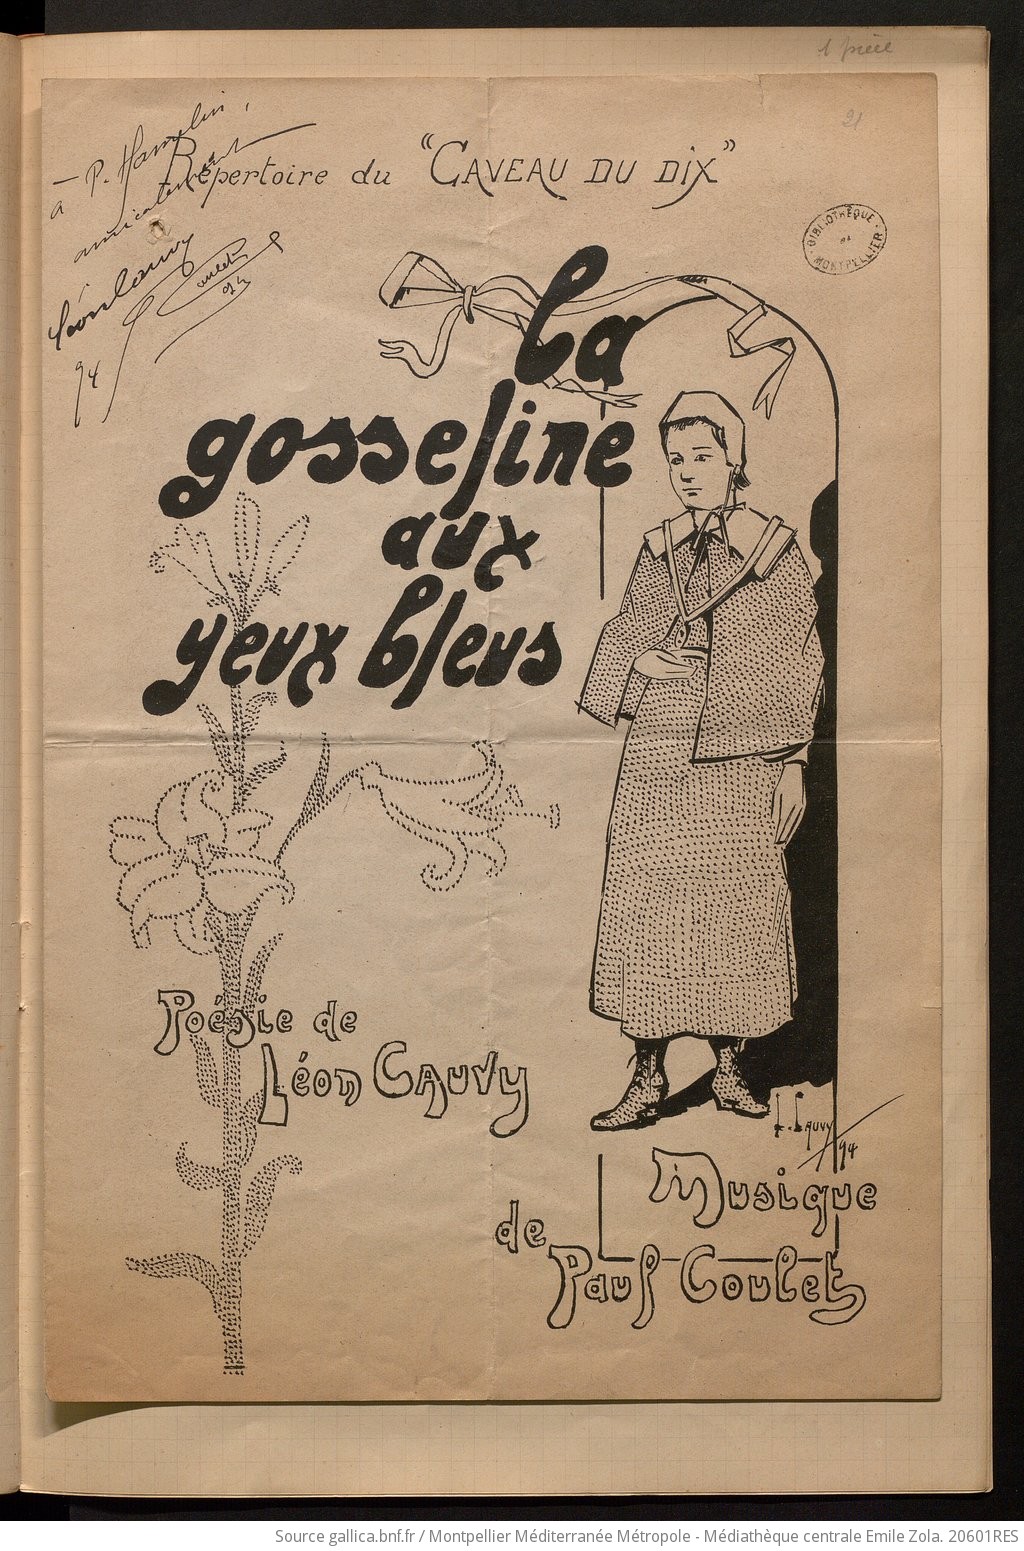 1 pièce
21
à P. Hamelin,
amicalement
Léon Cauvy
94
Coulet
94
Répertoire du "CAVEAU DU DIX"
BIBLIOTHÈQUE
MONTPELLIER
La
gosseline
aux
yeux bleus
Poésie de
Léon CAUVY
L. Cauvy
94
Musique
de
Paul Coulet
Source gallica.bnf.fr / Montpellier Méditerranée Métropole - Médiathèque centrale Emile Zola. 20601RES